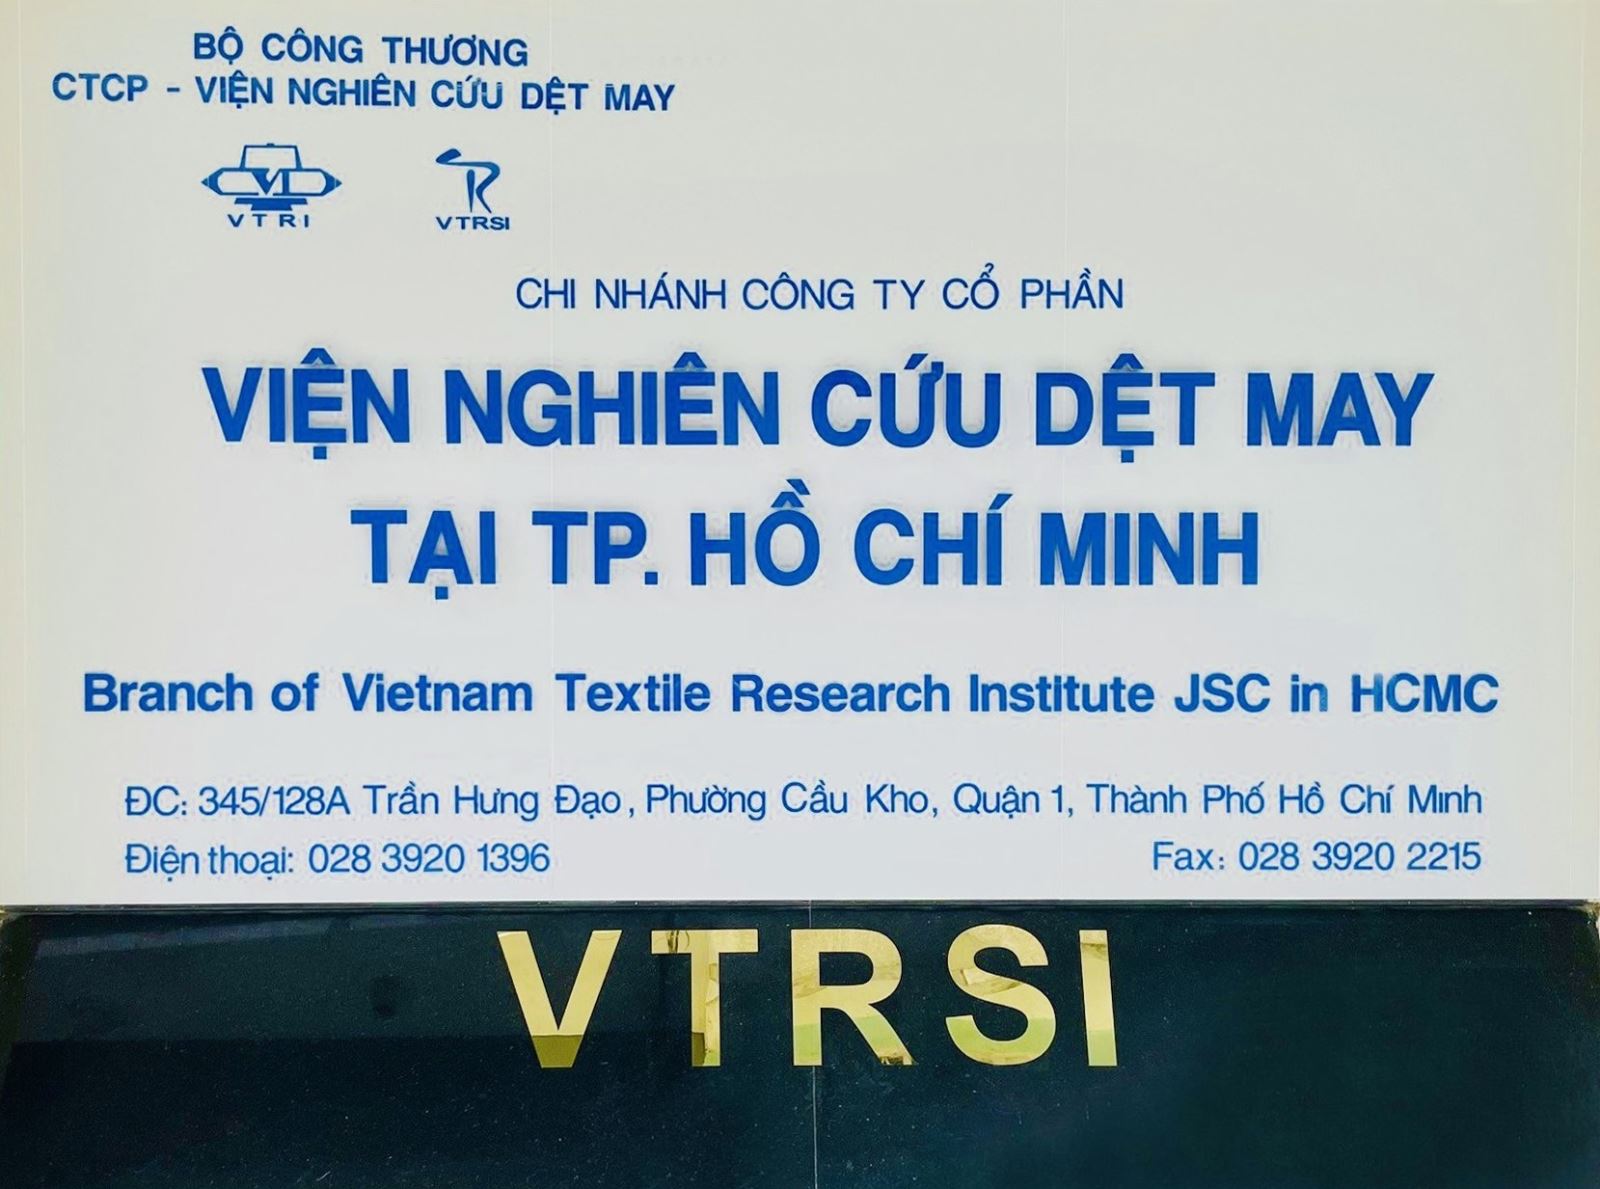 BỘ CÔNG THƯƠNG
CTCP - VIỆN NGHIÊN CỨU DỆT MAY
VTRI
VTRSI
CHI NHÁNH CÔNG TY CỔ PHẦN
VIỆN NGHIÊN CỨU DỆT MAY
TẠI TP. HỒ CHÍ MINH
Branch of Vietnam Textile Research Institute JSC in HCMC
ĐC: 345/128A Trần Hưng Đạo, Phường Cầu Kho, Quận 1, Thành Phố Hồ Chí Minh
Điện thoại: 028 3920 1396 Fax: 028 3920 2215
VTRSI